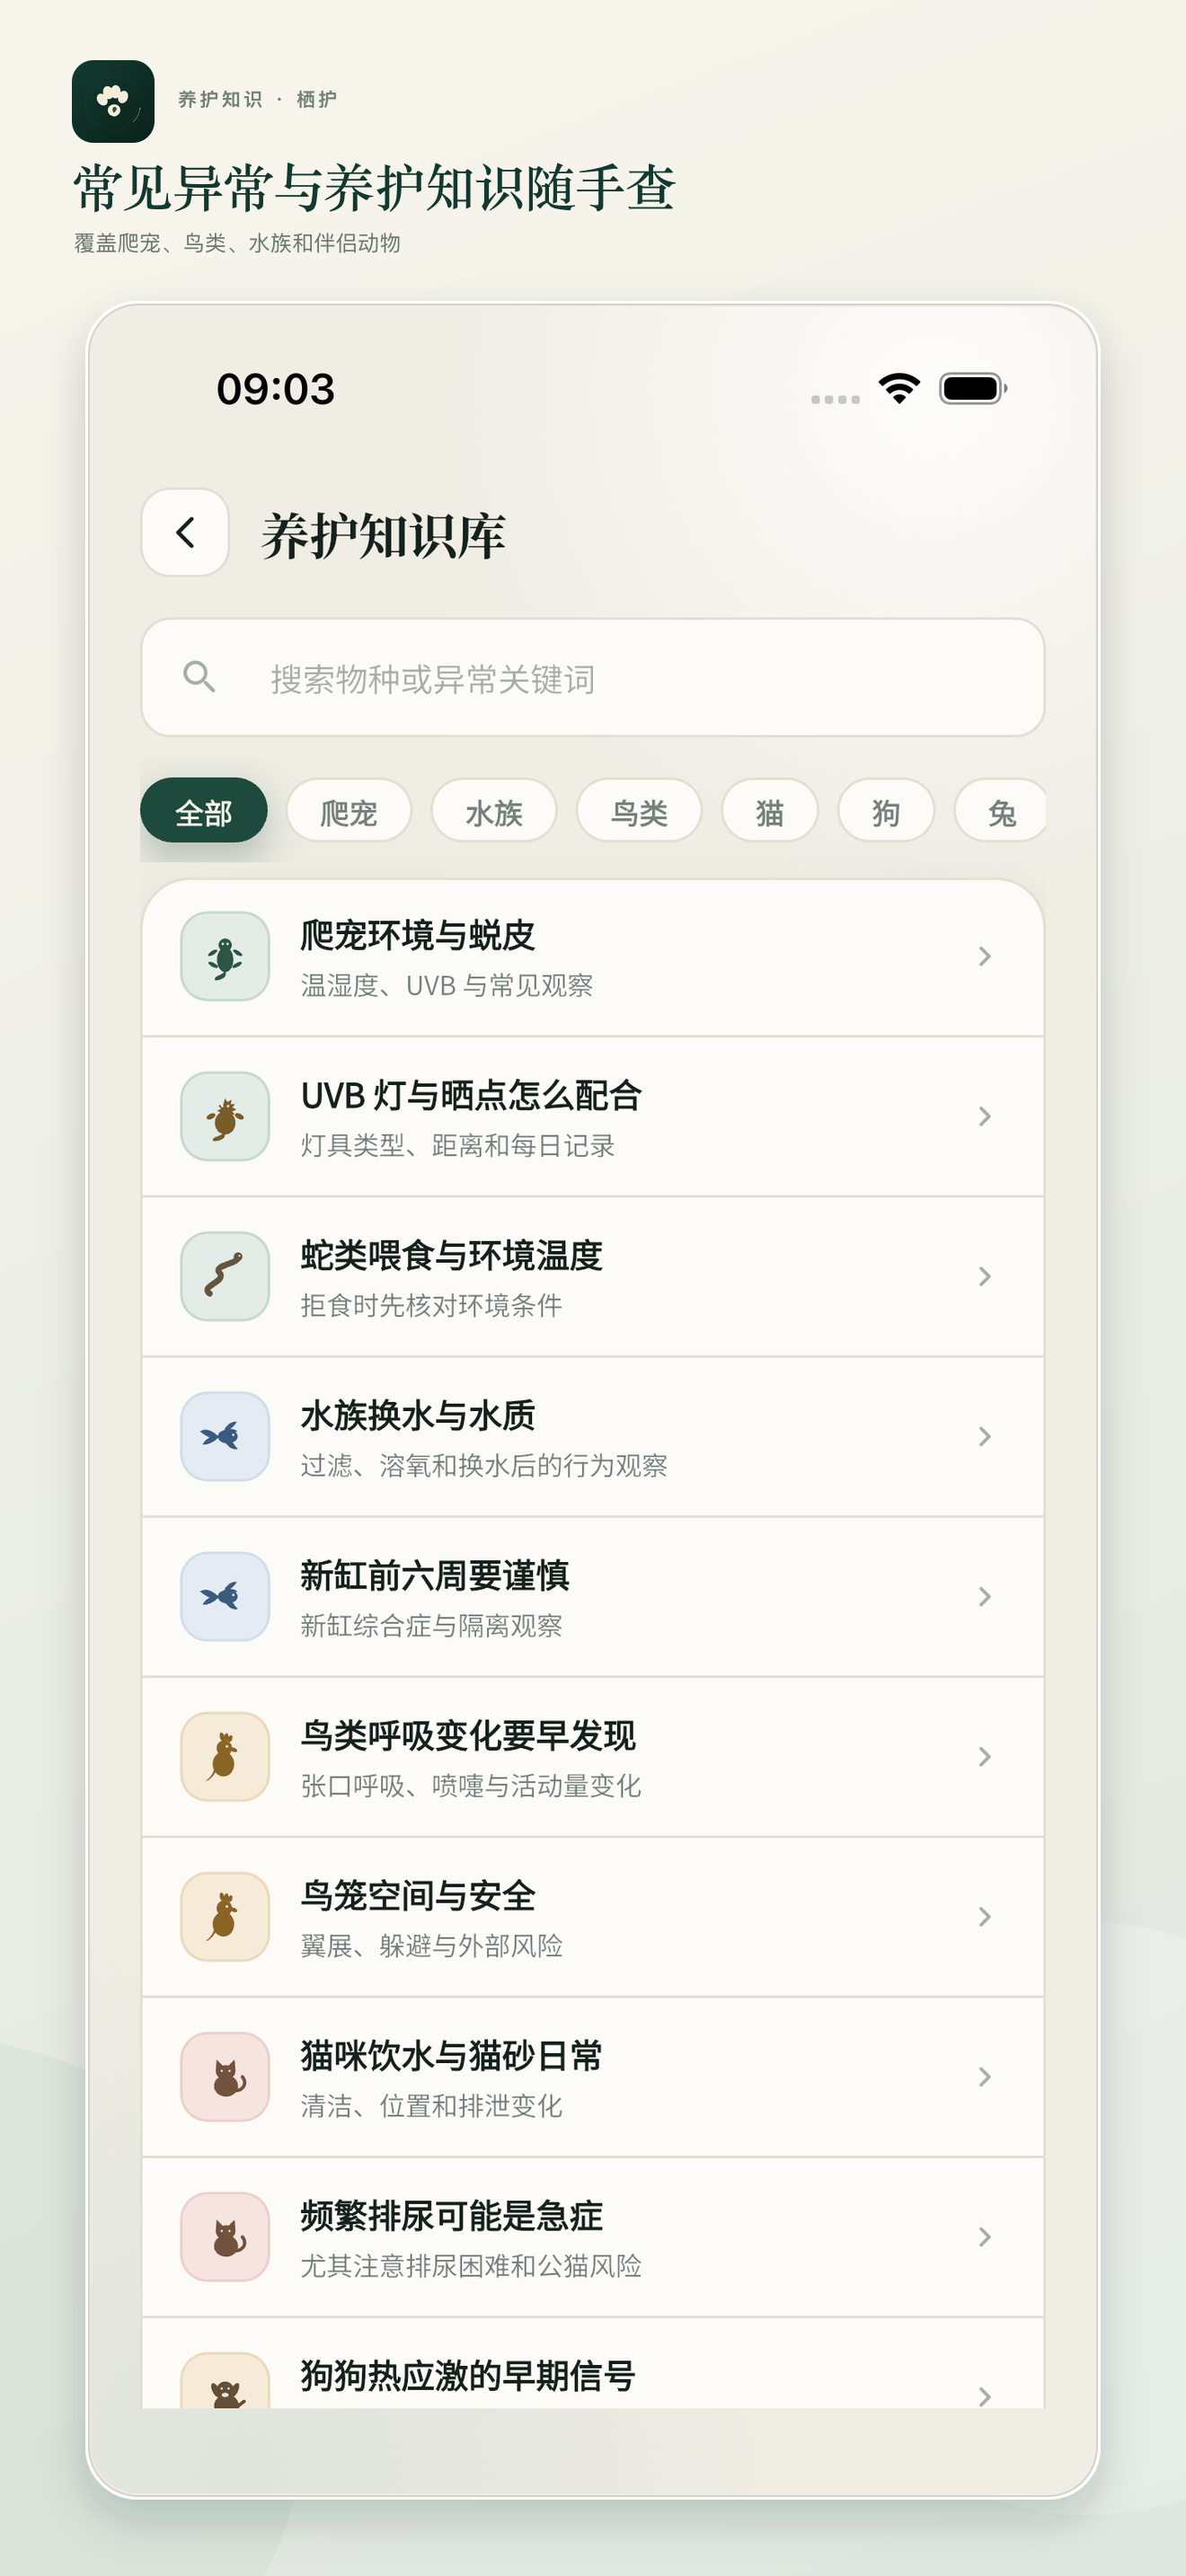 养护知识 · 栖护
常见异常与养护知识随手查
覆盖爬宠、鸟类、水族和伴侣动物
09:03
养护知识库
搜索物种或异常关键词
全部 爬宠 水族 鸟类 猫 狗 兔
爬宠环境与蜕皮
温湿度、UVB 与常见观察
UVB 灯与晒点怎么配合
灯具类型、距离和每日记录
蛇类喂食与环境温度
拒食时先核对环境条件
水族换水与水质
过滤、溶氧和换水后的行为观察
新缸前六周要谨慎
新缸综合症与隔离观察
鸟类呼吸变化要早发现
张口呼吸、喷嚏与活动量变化
鸟笼空间与安全
翼展、躲避与外部风险
猫咪饮水与猫砂日常
清洁、位置和排泄变化
频繁排尿可能是急症
尤其注意排尿困难和公猫风险
狗狗热应激的早期信号